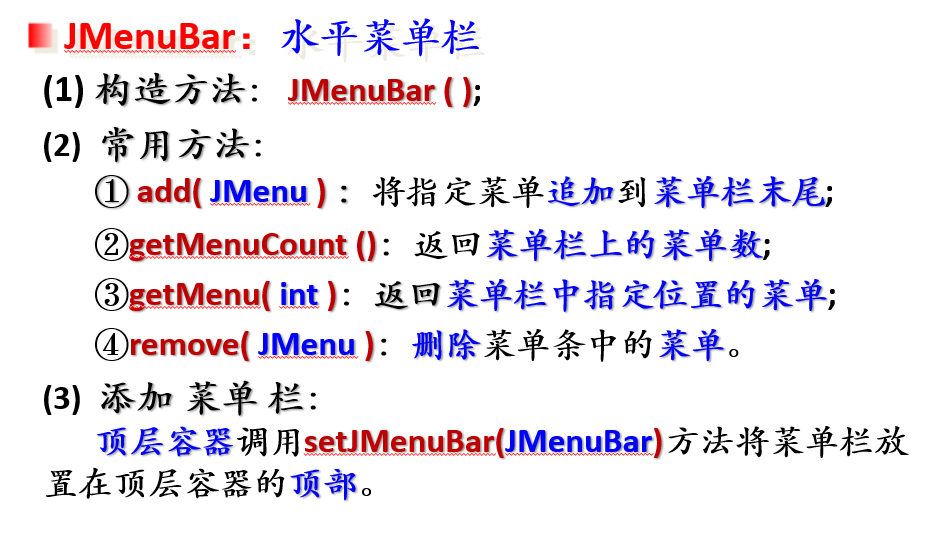 JMenuBar：水平菜单栏
(1) 构造方法： JMenuBar ( );
(2) 常用方法：
① add( JMenu )： 将指定菜单追加到菜单栏末尾;
②getMenuCount ()： 返回菜单栏上的菜单数;
③getMenu( int )： 返回菜单栏中指定位置的菜单;
④remove( JMenu )： 删除菜单条中的菜单。
(3) 添加 菜单 栏：
顶层容器调用setJMenuBar(JMenuBar)方法将菜单栏放
置在顶层容器的顶部。